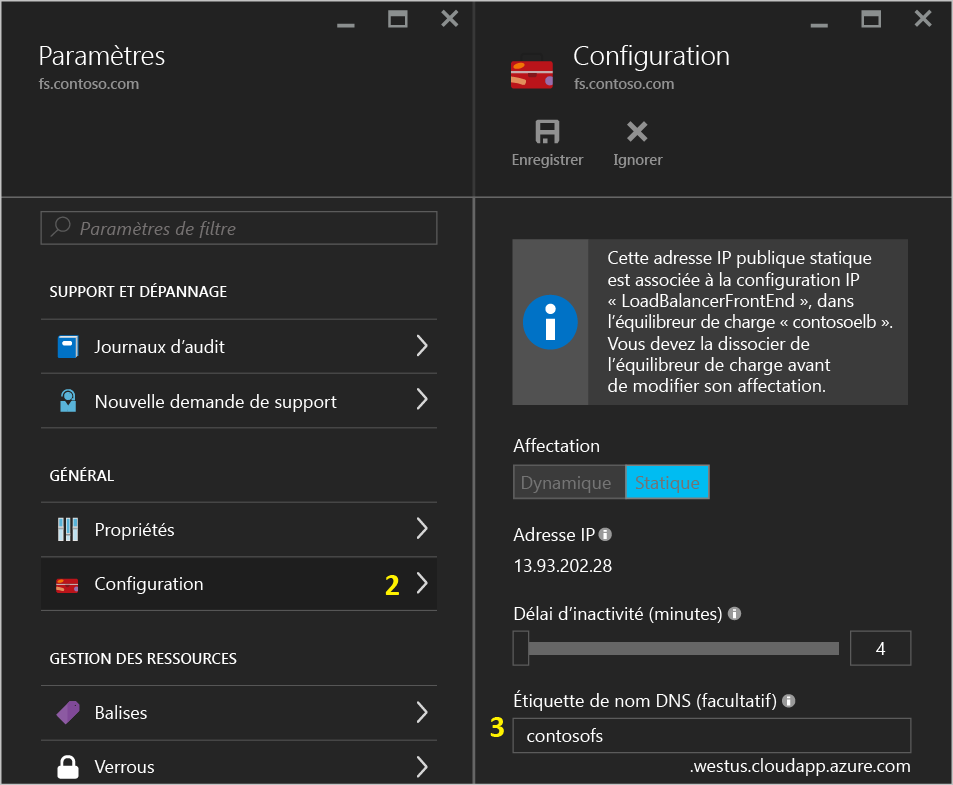 Paramètres
fs.contoso.com
Paramètres de filtre
SUPPORT ET DÉPANNAGE
Journaux d’audit
Nouvelle demande de support
GÉNÉRAL
Propriétés
Configuration 2
GESTION DES RESSOURCES
Balises
Verrous
Configuration
fs.contoso.com
Enregistrer Ignorer
Cette adresse IP publique statique
est associée à la configuration IP
« LoadBalancerFrontEnd », dans
l’équilibreur de charge « contosoelb ».
Vous devez la dissocier de
l’équilibreur de charge avant
de modifier son affectation.
Affectation
Dynamique Statique
Adresse IP
13.93.202.28
Délai d’inactivité (minutes)
4
Étiquette de nom DNS (facultatif)
3 contosofs
.westus.cloudapp.azure.com